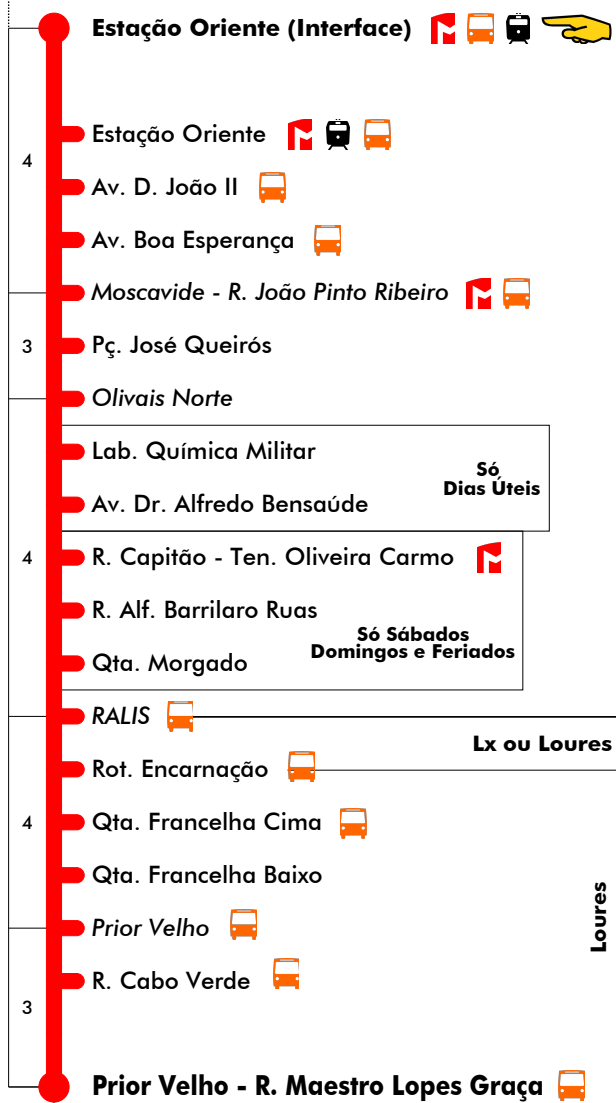 Estação Oriente (Interface)
Estação Oriente
4
Av. D. João II
Av. Boa Esperança
Moscavide - R. João Pinto Ribeiro
3
Pç. José Queirós
Olivais Norte
Lab. Química Militar
Só
Dias Úteis
Av. Dr. Alfredo Bensaúde
4
R. Capitão - Ten. Oliveira Carmo
R. Alf. Barrilaro Ruas
Só Sábados
Domingos e Feriados
Qta. Morgado
RALIS
Lx ou Loures
Rot. Encarnação
4
Qta. Francelha Cima
Qta. Francelha Baixo
Loures
Prior Velho
R. Cabo Verde
3
Prior Velho - R. Maestro Lopes Graça